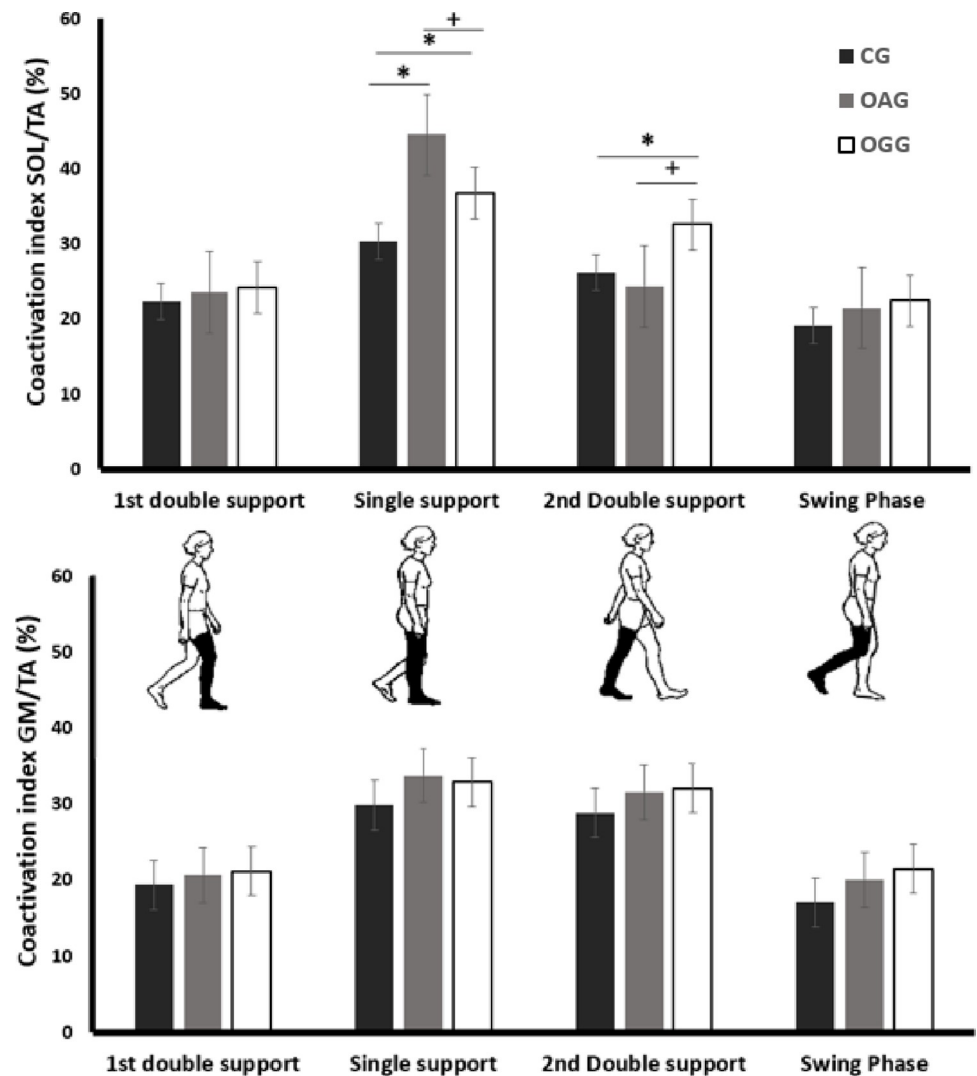 60
50
40
30
20
10
0
Coactivation index SOL/TA (%)
+
*
*
*
+
CG
OAG
OGG
1st double support
Single support
2nd Double support
Swing Phase
60
50
40
30
20
10
0
Coactivation index GM/TA (%)
1st double support
Single support
2nd Double support
Swing Phase